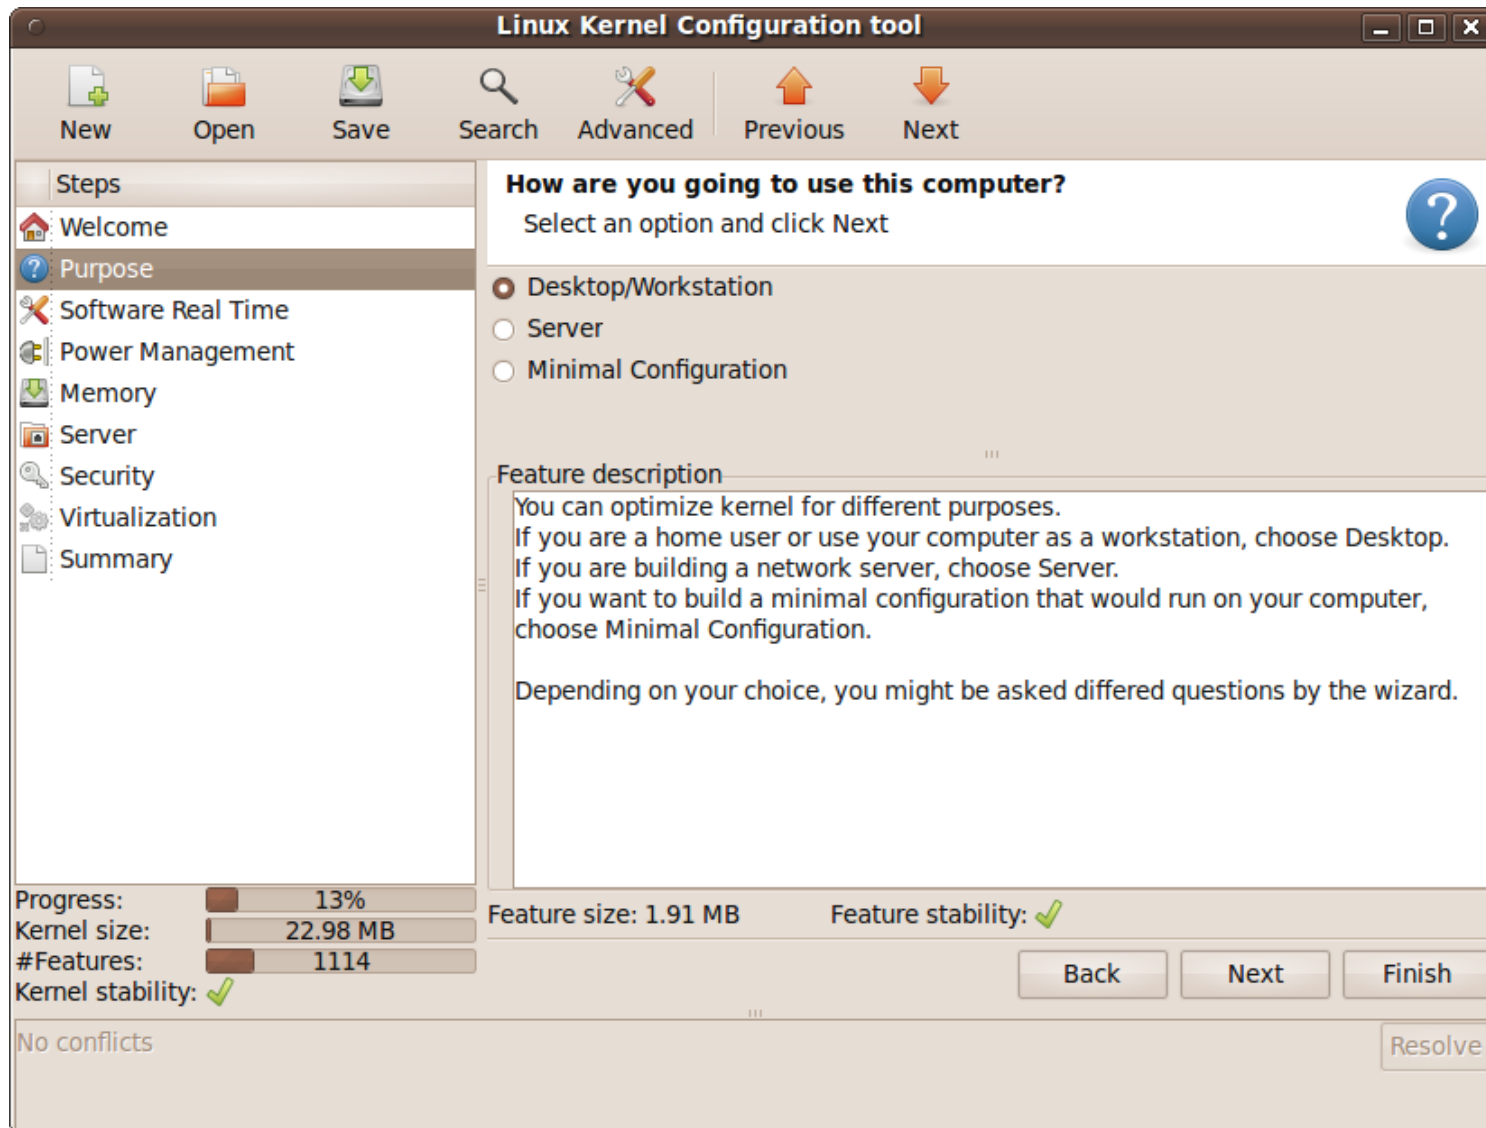 Linux Kernel Configuration tool
New Open Save Search Advanced Previous Next
Steps
Welcome
Purpose
Software Real Time
Power Management
Memory
Server
Security
Virtualization
Summary
How are you going to use this computer?
Select an option and click Next
Desktop/Workstation
Server
Minimal Configuration
Feature description
You can optimize kernel for different purposes.
If you are a home user or use your computer as a workstation, choose Desktop.
If you are building a network server, choose Server.
If you want to build a minimal configuration that would run on your computer,
choose Minimal Configuration.
Depending on your choice, you might be asked differed questions by the wizard.
Progress: 13%
Kernel size: 22.98 MB
#Features: 1114
Kernel stability:
Feature size: 1.91 MB Feature stability:
Back Next Finish
No conflicts
Resolve